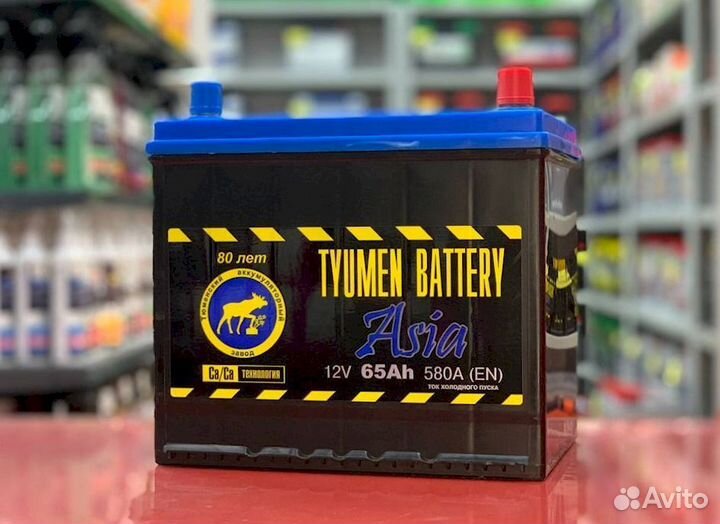 80 лет
TYUMEN BATTERY
Тюменский аккумуляторный
завод
Asia
Ca/Ca технология
12V 65Ah 580A (EN)
ТОК ХОЛОДНОГО ПУСКА
Avito